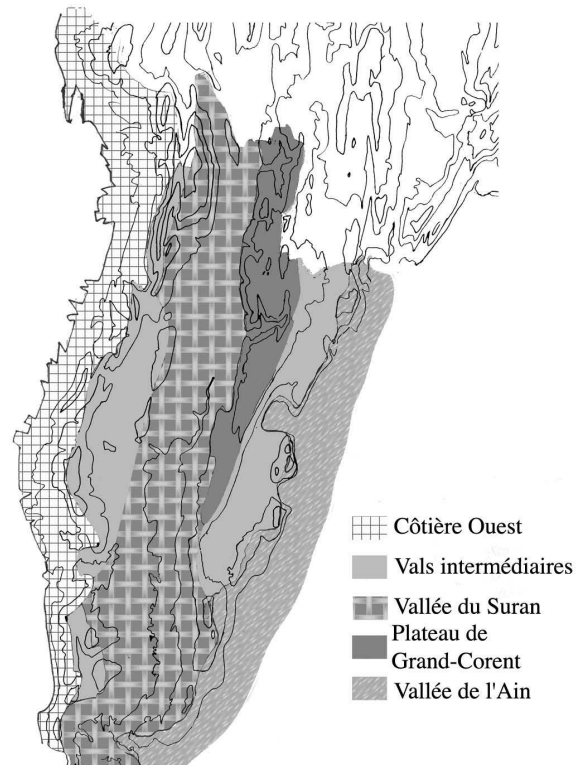 Côtière Ouest
Vals intermédiaires
Vallée du Suran
Plateau de
Grand-Corent
Vallée de l'Ain